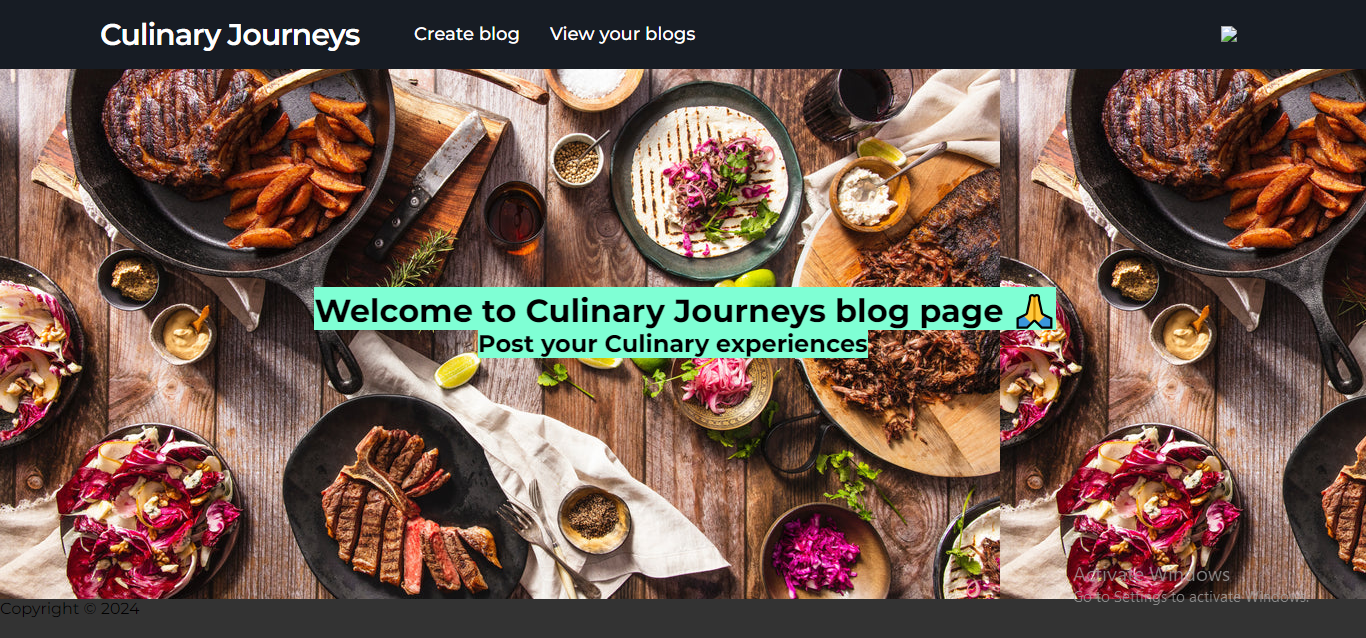 Culinary Journeys
Create blog
View your blogs
Welcome to Culinary Journeys blog page 🙏
Post your Culinary experiences
Activate Windows
Go to Settings to activate Windows.
Copyright © 2024